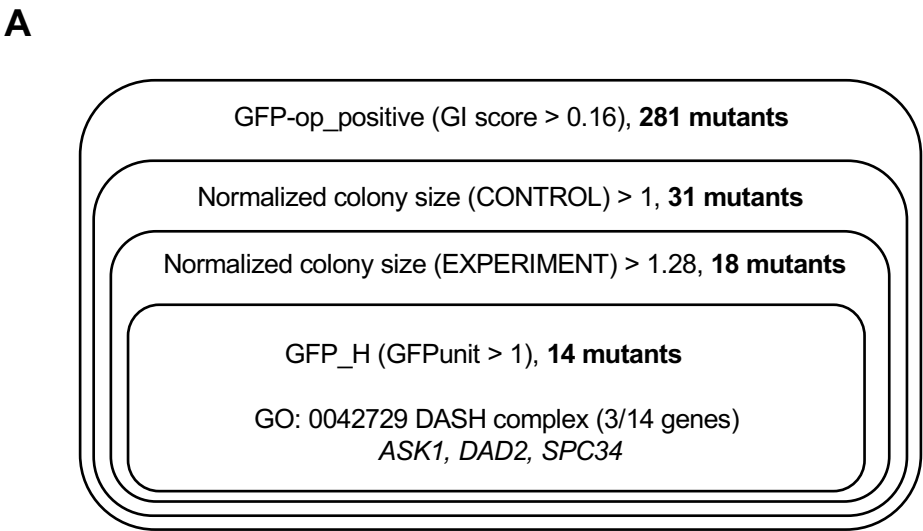 A
GFP-op_positive (GI score > 0.16), 281 mutants
Normalized colony size (CONTROL) > 1, 31 mutants
Normalized colony size (EXPERIMENT) > 1.28, 18 mutants
GFP_H (GFPunit > 1), 14 mutants
GO: 0042729 DASH complex (3/14 genes)
ASK1, DAD2, SPC34